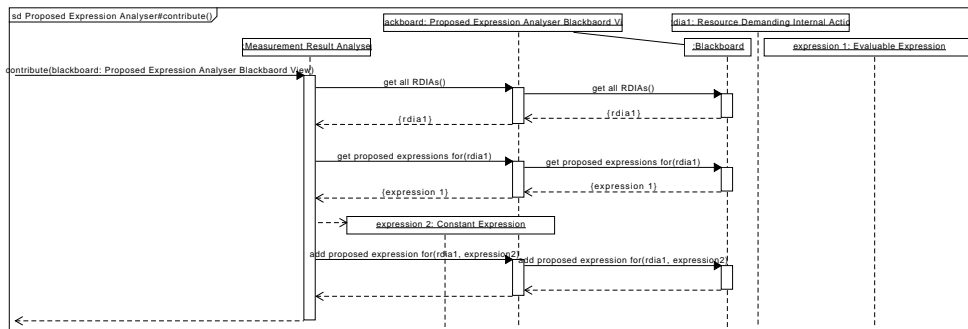 sd Proposed Expression Analyser#contribute()
ackboard: Proposed Expression Analyser Blackbaord Vi
rdia1: Resource Demanding Internal Actio
:Measurement Result Analyser
:Blackboard
expression 1: Evaluable Expression
contribute(blackboard: Proposed Expression Analyser Blackbaord View)
get all RDIAs()
get all RDIAs()
{rdia1}
{rdia1}
get proposed expressions for(rdia1)
get proposed expressions for(rdia1)
{expression 1}
{expression 1}
expression 2: Constant Expression
add proposed expression for(rdia1, expression2)
add proposed expression for(rdia1, expression2)